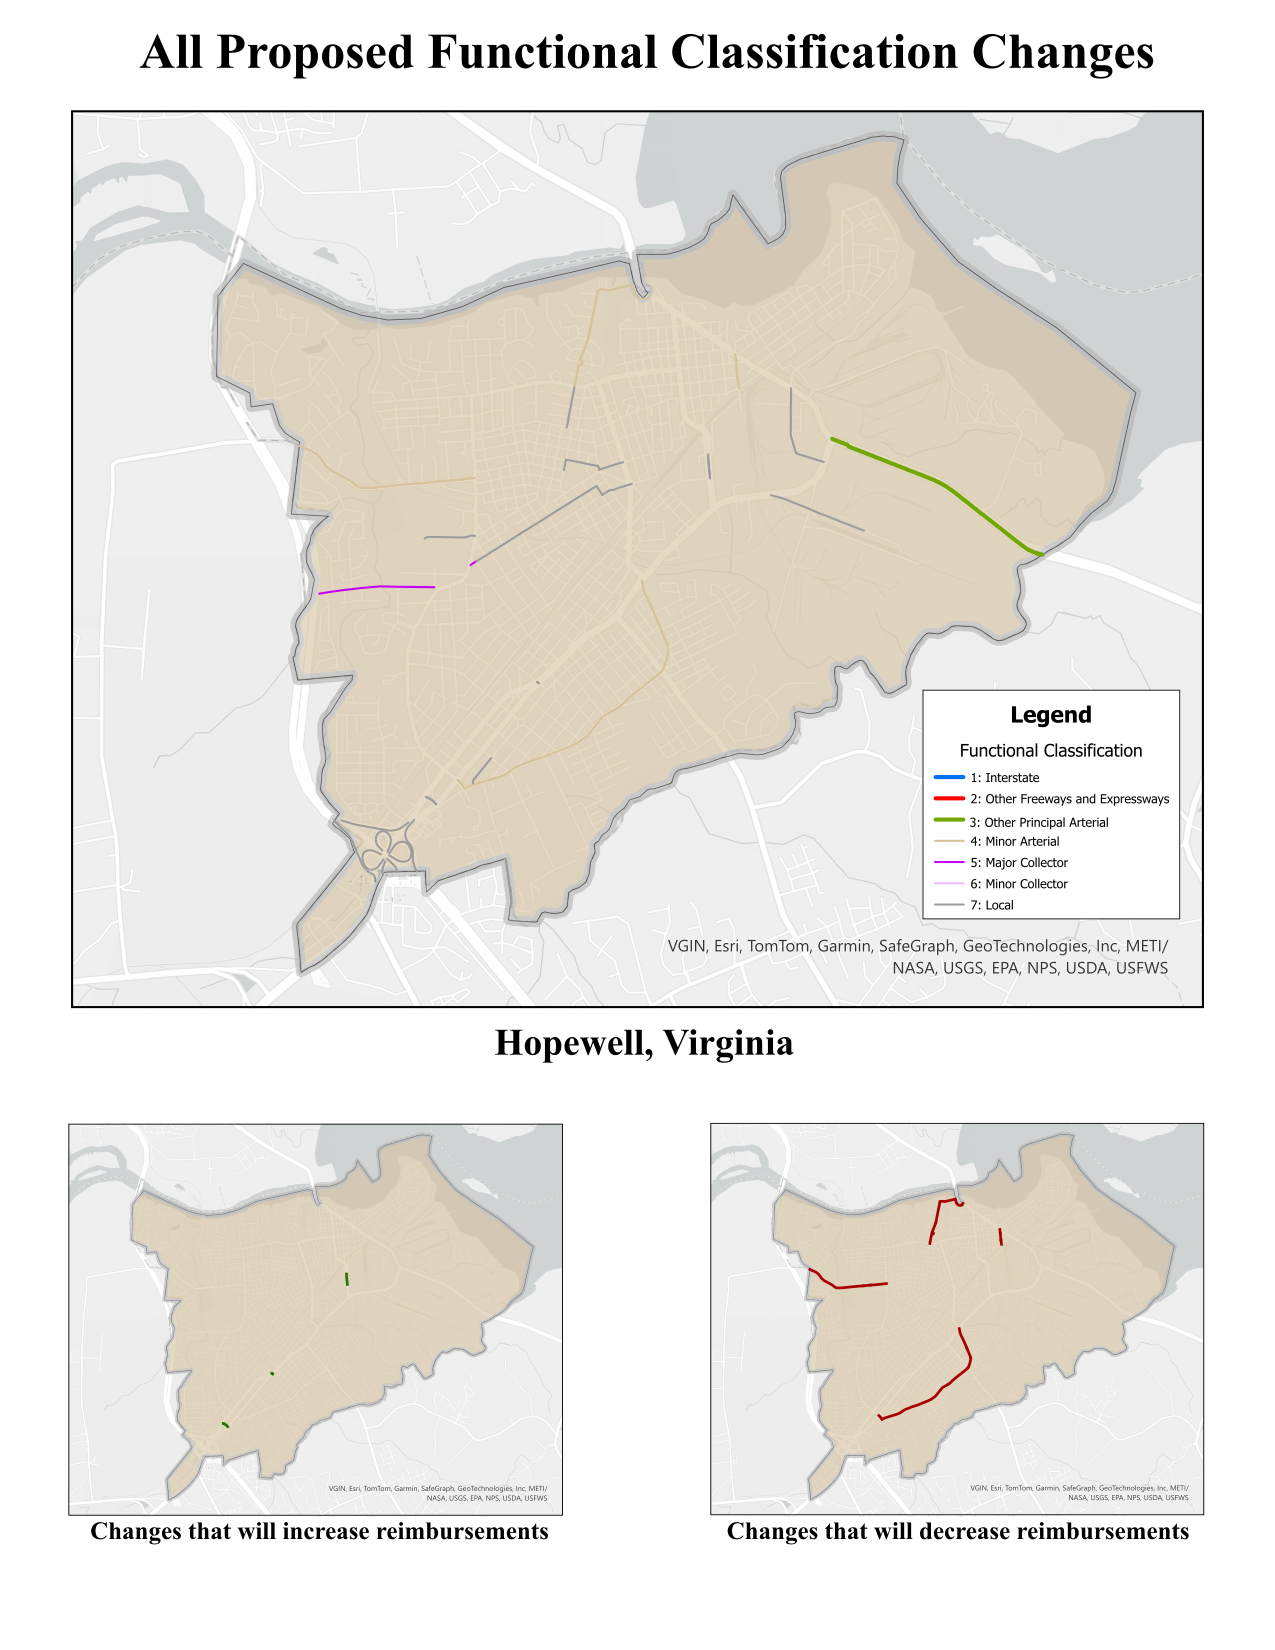 All Proposed Functional Classification Changes
Legend
Functional Classification
1: Interstate
2: Other Freeways and Expressways
3: Other Principal Arterial
4: Minor Arterial
5: Major Collector
6: Minor Collector
7: Local
VGIN, Esri, TomTom, Garmin, SafeGraph, GeoTechnologies, Inc, METI/
NASA, USGS, EPA, NPS, USDA, USFWS
Hopewell, Virginia
VGIN, Esri, TomTom, Garmin, SafeGraph, GeoTechnologies, Inc, METI/
NASA, USGS, EPA, NPS, USDA, USFWS
Changes that will increase reimbursements
VGIN, Esri, TomTom, Garmin, SafeGraph, GeoTechnologies, Inc, METI/
NASA, USGS, EPA, NPS, USDA, USFWS
Changes that will decrease reimbursements